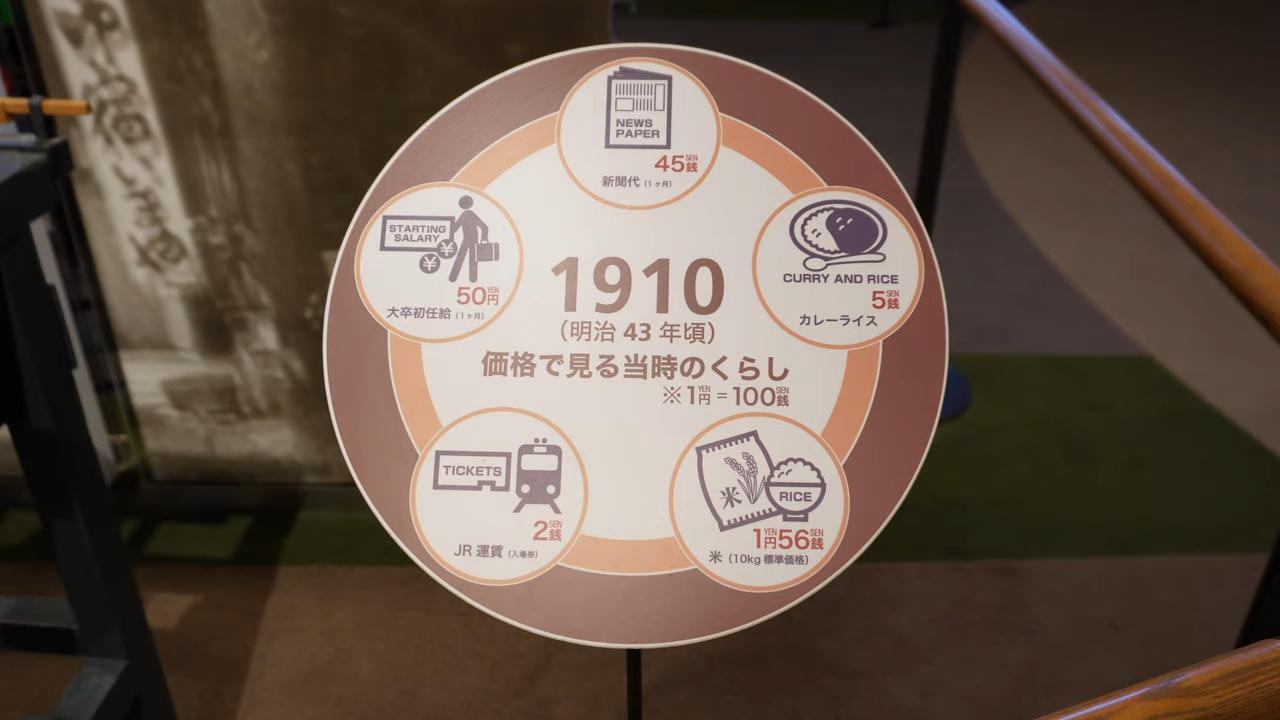 NEWS
PAPER
45銭SEN
新聞代(1ヶ月)
STARTING
SALARY
¥
¥
50円YEN
大卒初任給(1ヶ月)
CURRY AND RICE
5銭SEN
カレーライス
1910
(明治 43 年頃)
価格で見る当時のくらし
※1円YEN=100銭SEN
TICKETS
2銭SEN
JR 運賃(入場券)
米
RICE
1円YEN56銭SEN
米(10kg 標準価格)